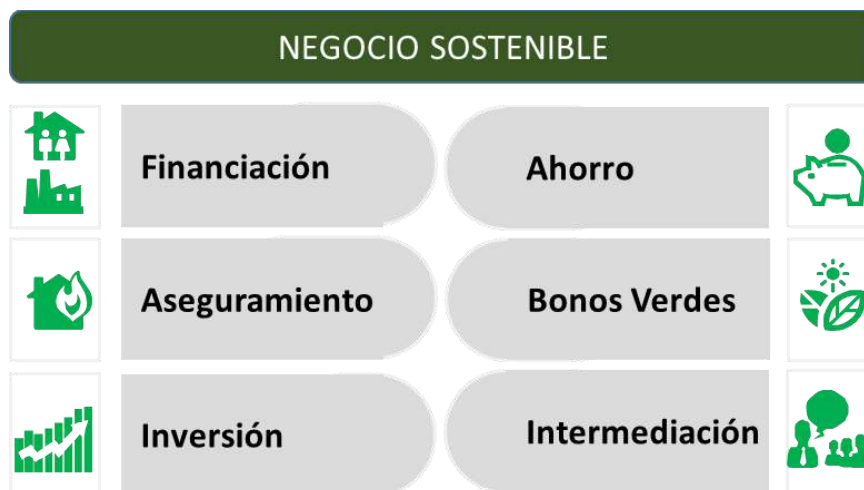 NEGOCIO SOSTENIBLE
Financiación
Ahorro
Aseguramiento
Bonos Verdes
Inversión
Intermediación